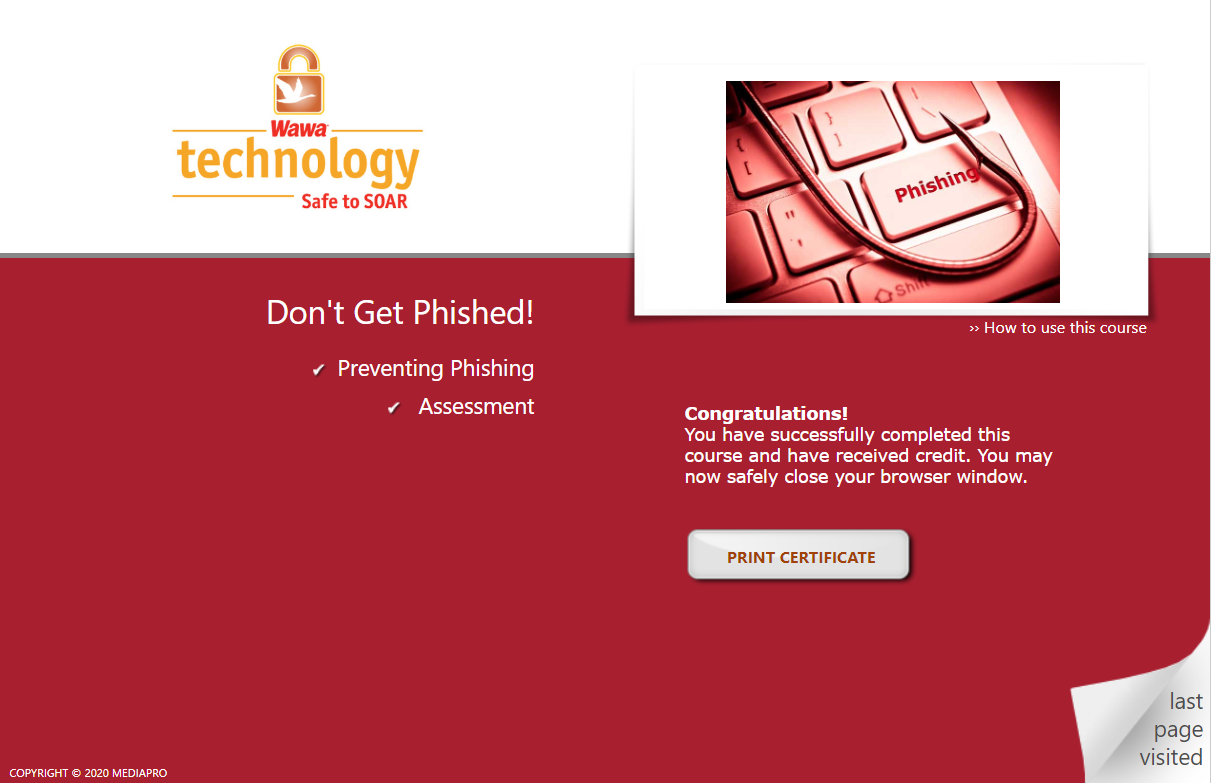 Wawa
technology
Safe to SOAR
Phishing
Shift
›› How to use this course
Don't Get Phished!
✔ Preventing Phishing
✔ Assessment
Congratulations!
You have successfully completed this
course and have received credit. You may
now safely close your browser window.
PRINT CERTIFICATE
last
page
visited
COPYRIGHT © 2020 MEDIAPRO